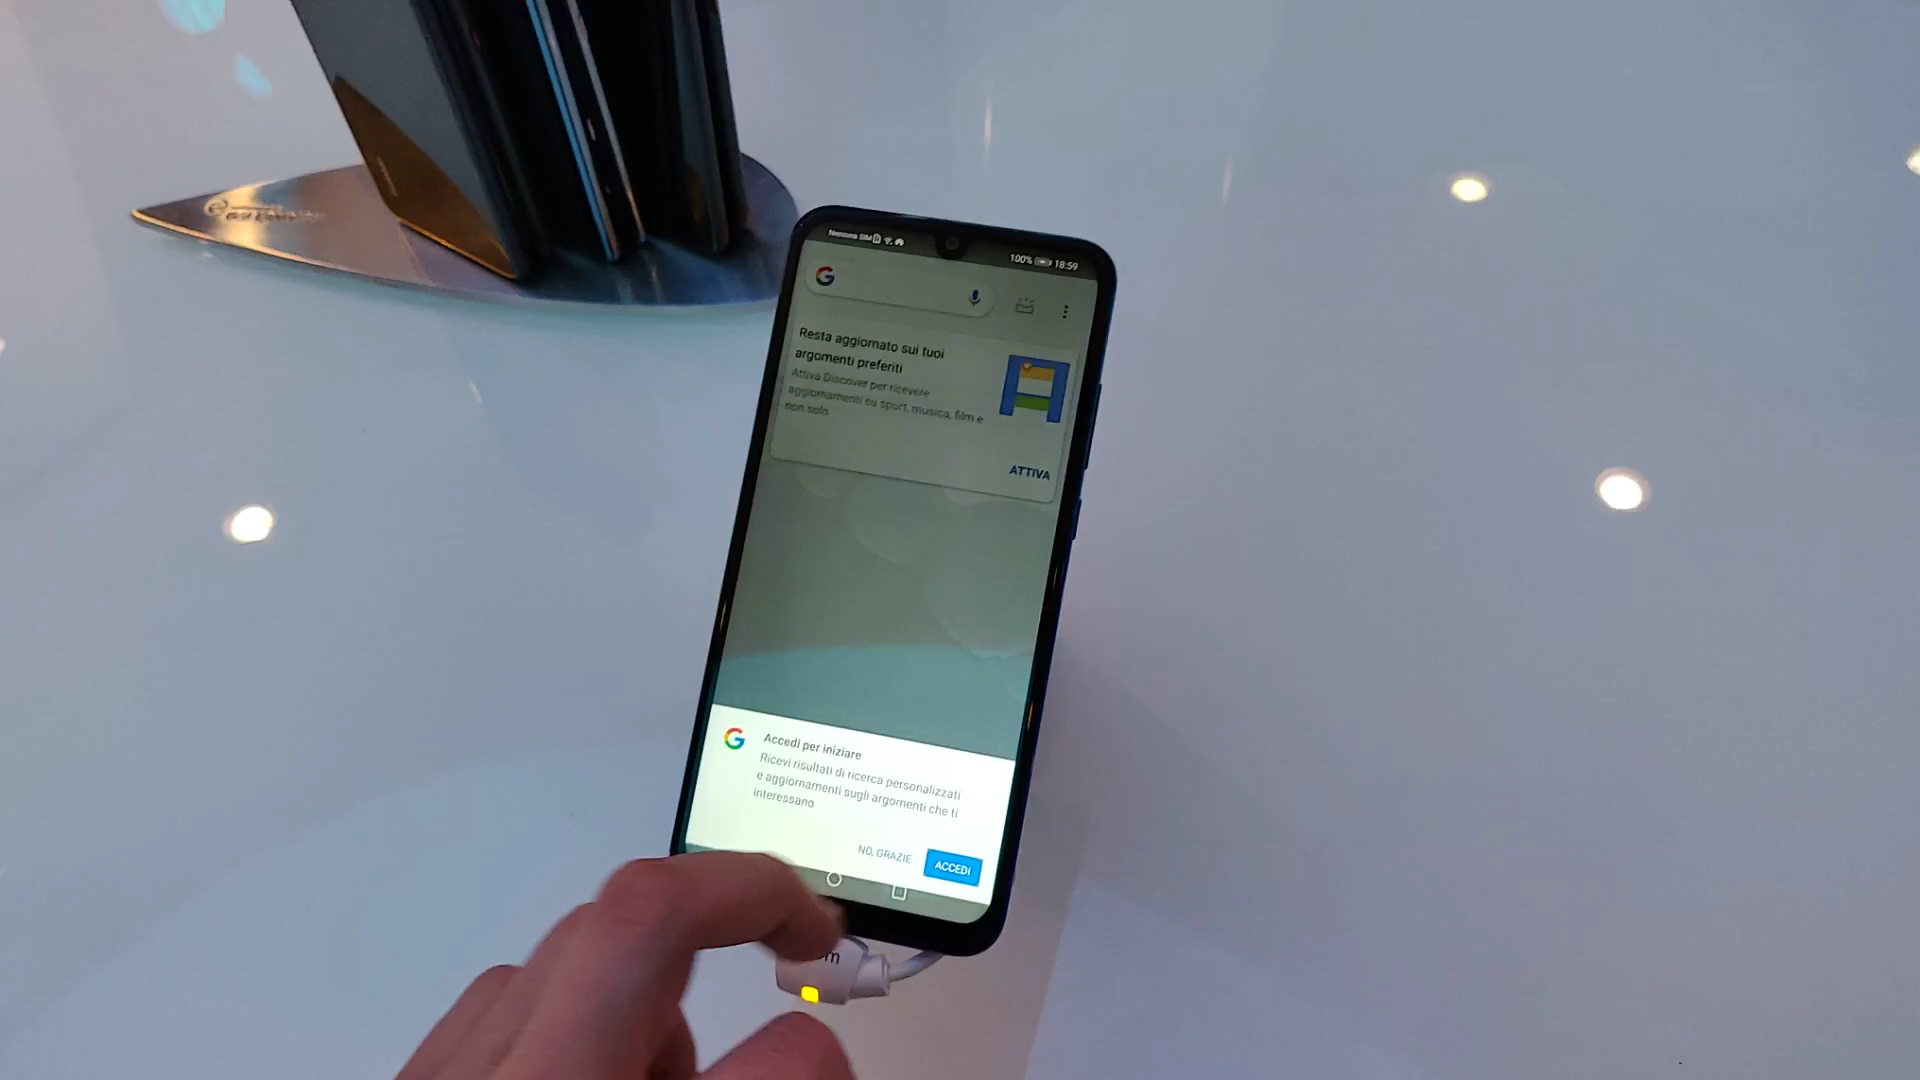 Nessuna SIM
100% 18:59
Resta aggiornato sui tuoi
argomenti preferiti
Attiva Discover per ricevere
aggiornamenti su sport, musica, film e
non solo
ATTIVA
Accedi per iniziare
Ricevi risultati di ricerca personalizzati
e aggiornamenti sugli argomenti che ti
interessano
NO, GRAZIE
ACCEDI